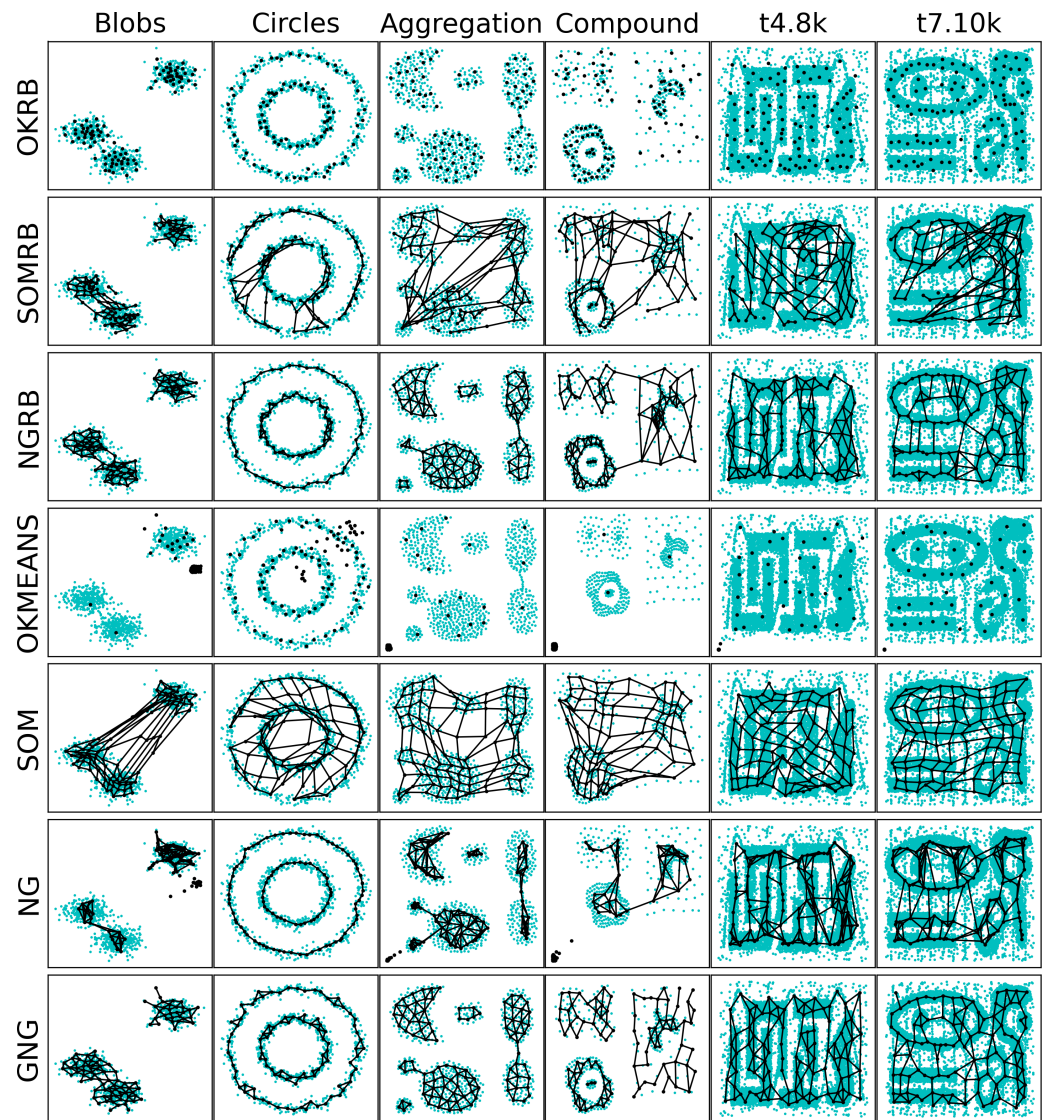 Blobs Circles Aggregation Compound t4.8k t7.10k
OKRB
SOMRB
NGRB
OKMEANS
SOM
NG
GNG